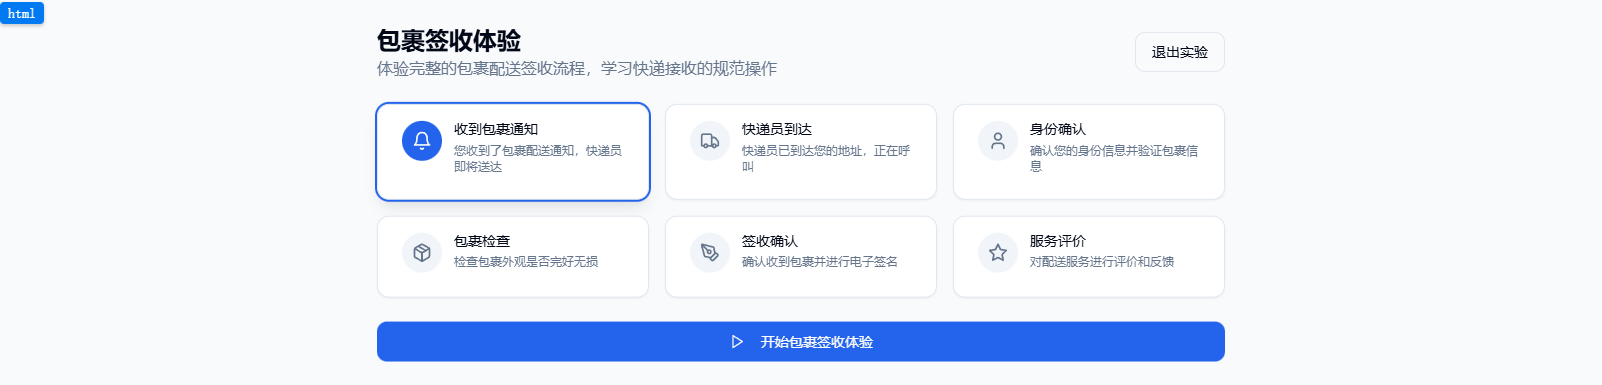 html
包裹签收体验
体验完整的包裹配送签收流程，学习快递接收的规范操作
退出实验
收到包裹通知
您收到了包裹配送通知，快递员
即将送达
快递员到达
快递员已到达您的地址，正在呼
叫
身份确认
确认您的身份信息并验证包裹信
息
包裹检查
检查包裹外观是否完好无损
签收确认
确认收到包裹并进行电子签名
服务评价
对配送服务进行评价和反馈
开始包裹签收体验